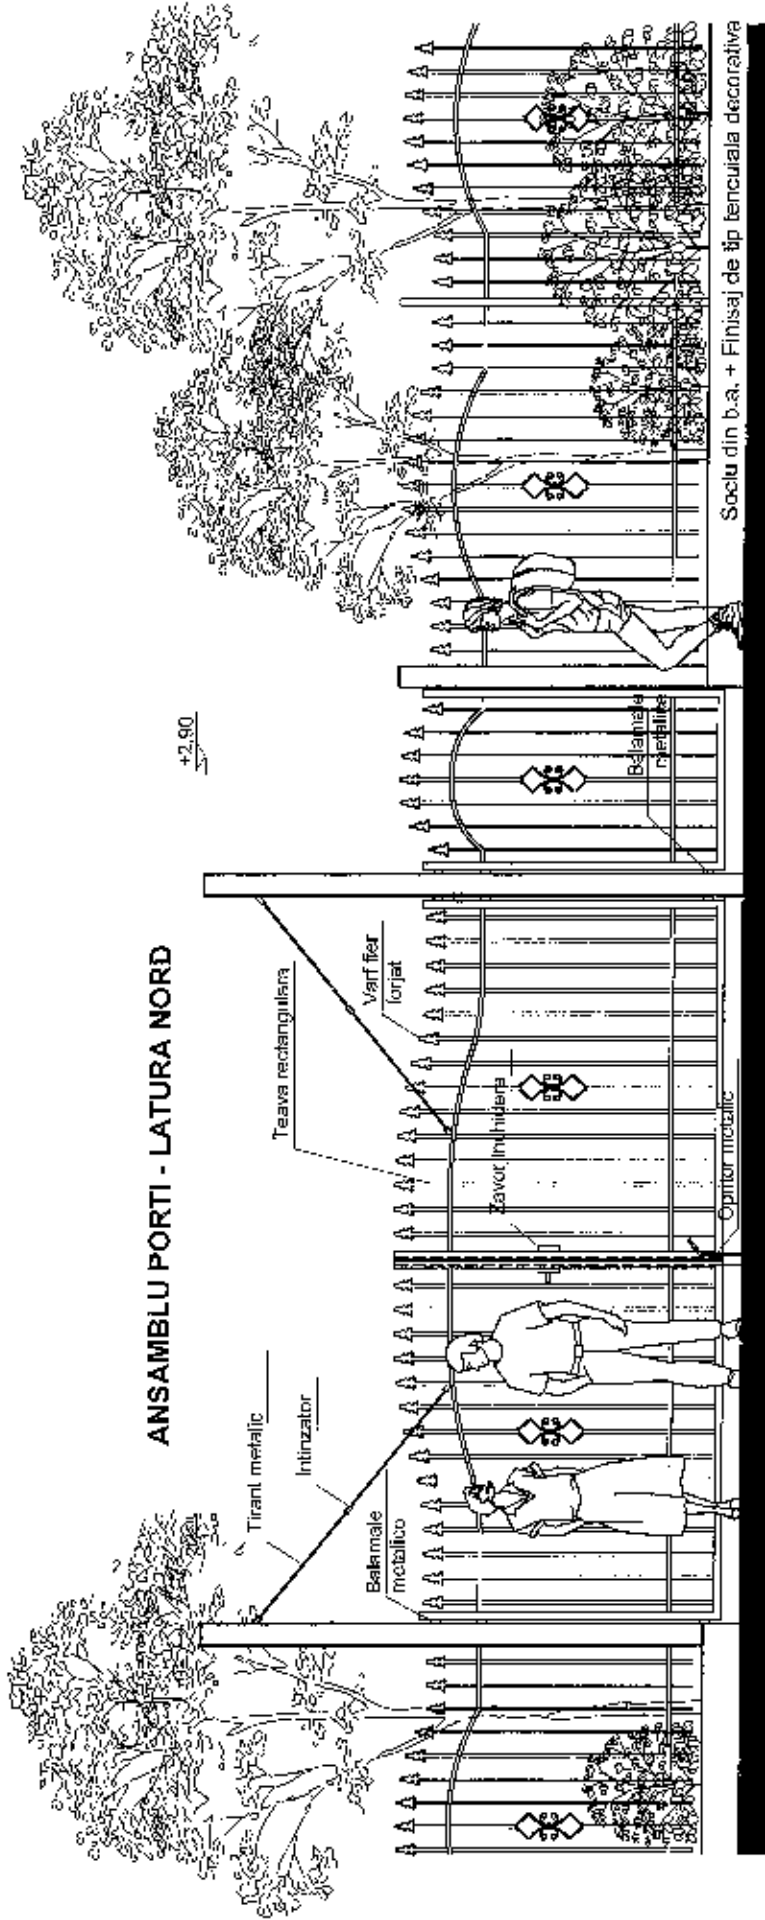 ANSAMBLU PORTI - LATURA NORD
+2,90
Tirant metalic
Intinzator
Teava rectangulara
Varf fier
forjat
Balamale
metalice
Zavor Inchidere
Opritor metalic
Balamale
metalice
Soclu din b.a. + Finisaj de tip tencuiala decorativa